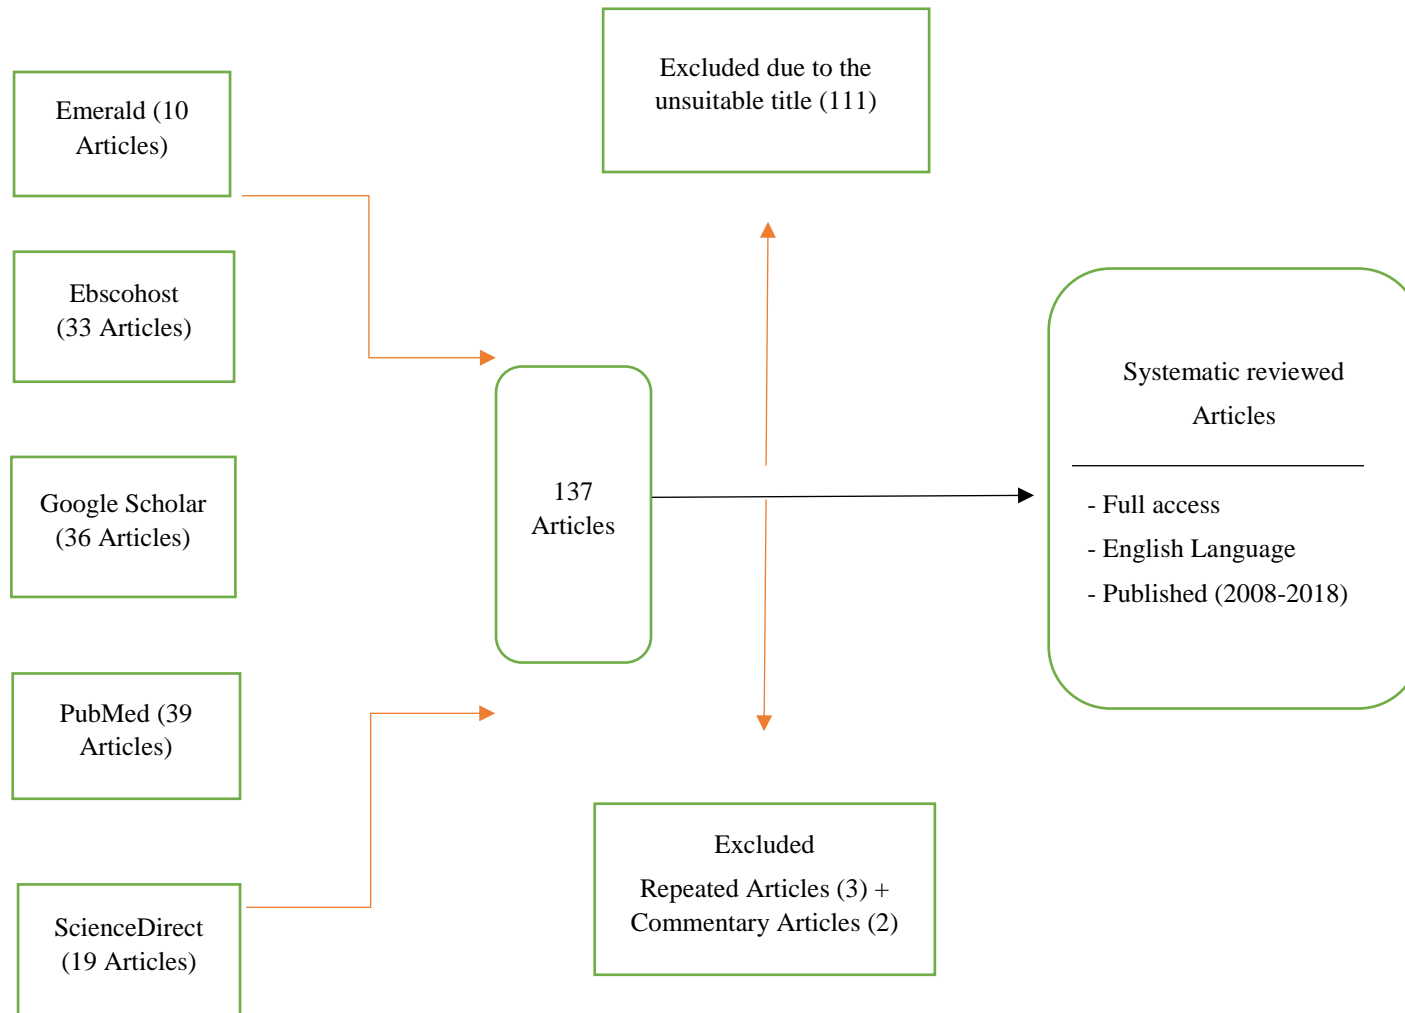 Emerald (10
Articles)
Ebscohost
(33 Articles)
Google Scholar
(36 Articles)
PubMed (39
Articles)
ScienceDirect
(19 Articles)
137
Articles
Excluded due to the
unsuitable title (111)
Excluded
Repeated Articles (3) +
Commentary Articles (2)
Systematic reviewed
Articles
- Full access
- English Language
- Published (2008-2018)